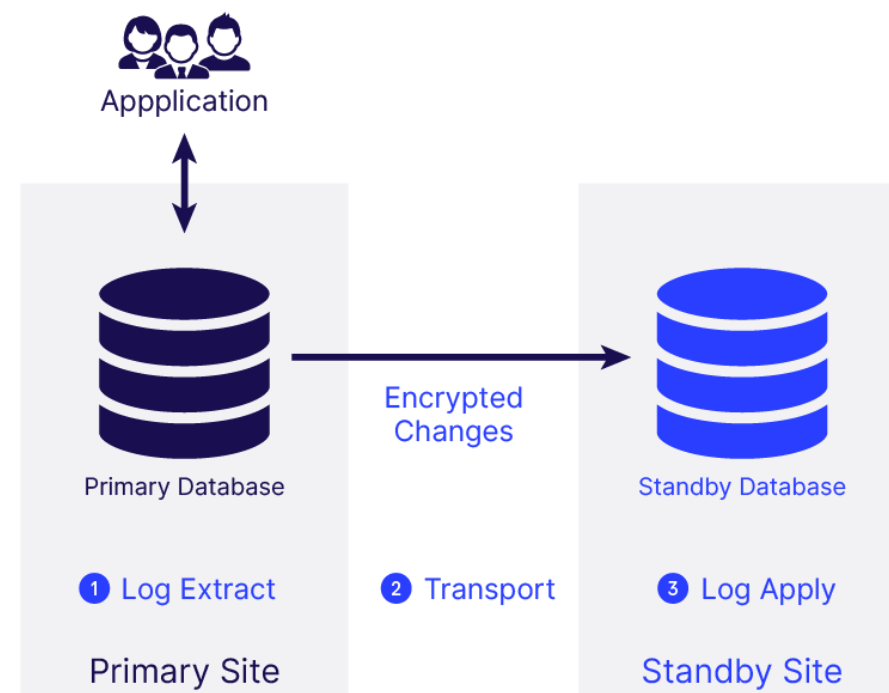 Appplication
Encrypted
Changes
Primary Database
Standby Database
1 Log Extract
2 Transport
3 Log Apply
Primary Site
Standby Site